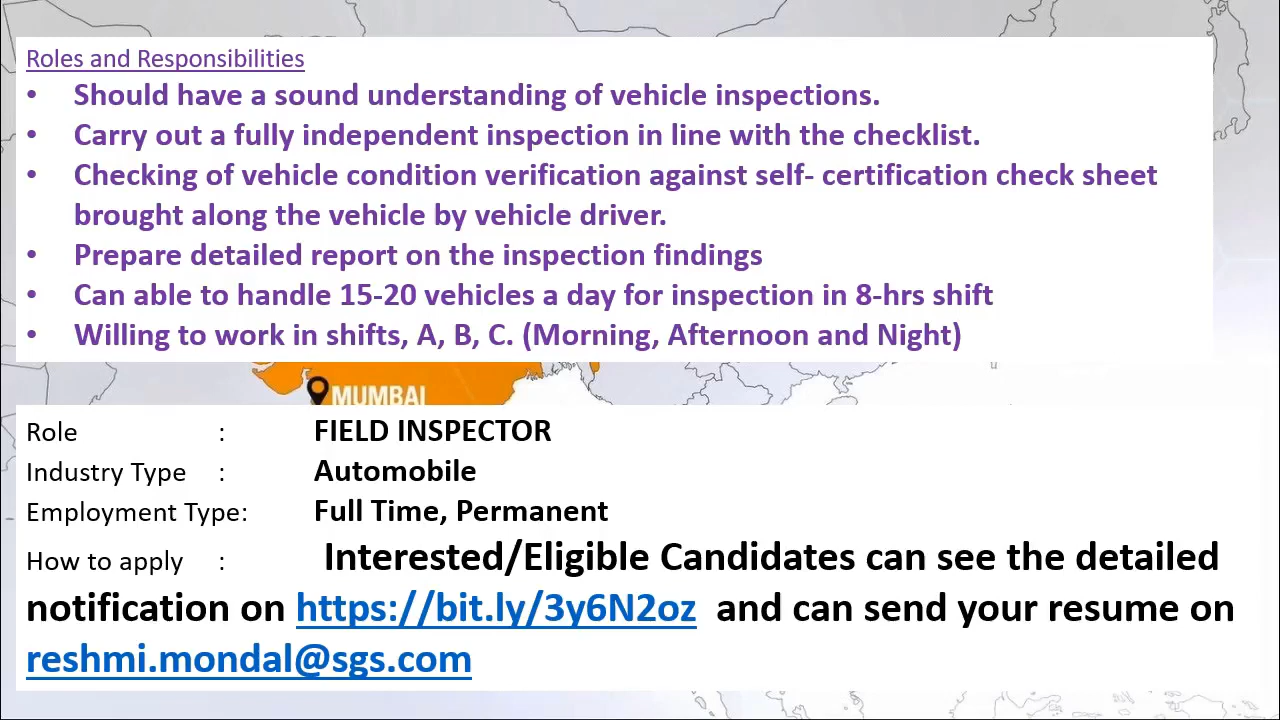 Roles and Responsibilities
• Should have a sound understanding of vehicle inspections.
• Carry out a fully independent inspection in line with the checklist.
• Checking of vehicle condition verification against self- certification check sheet
brought along the vehicle by vehicle driver.
• Prepare detailed report on the inspection findings
• Can able to handle 15-20 vehicles a day for inspection in 8-hrs shift
• Willing to work in shifts, A, B, C. (Morning, Afternoon and Night)
MUMBAI
Role : FIELD INSPECTOR
Industry Type : Automobile
Employment Type: Full Time, Permanent
How to apply : Interested/Eligible Candidates can see the detailed
notification on https://bit.ly/3y6N2oz and can send your resume on
reshmi.mondal@sgs.com